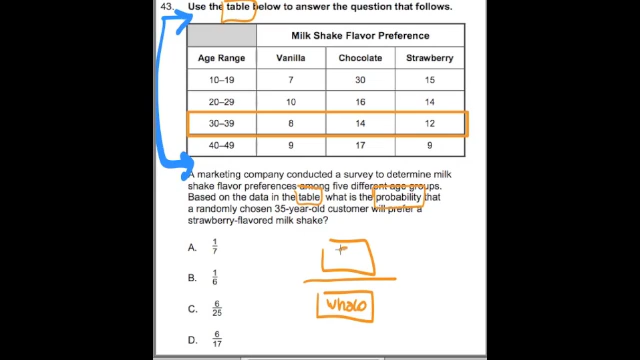 43. Use the table below to answer the question that follows.
Milk Shake Flavor Preference
Age Range Vanilla Chocolate Strawberry
10–19 7 30 15
20–29 10 16 14
30–39 8 14 12
40–49 9 17 9
A marketing company conducted a survey to determine milk
shake flavor preferences among five different age groups.
Based on the data in the table, what is the probability that
a randomly chosen 35-year-old customer will prefer a
strawberry-flavored milk shake?
A. 1/7
B. 1/6
C. 6/25
D. 6/17
whole